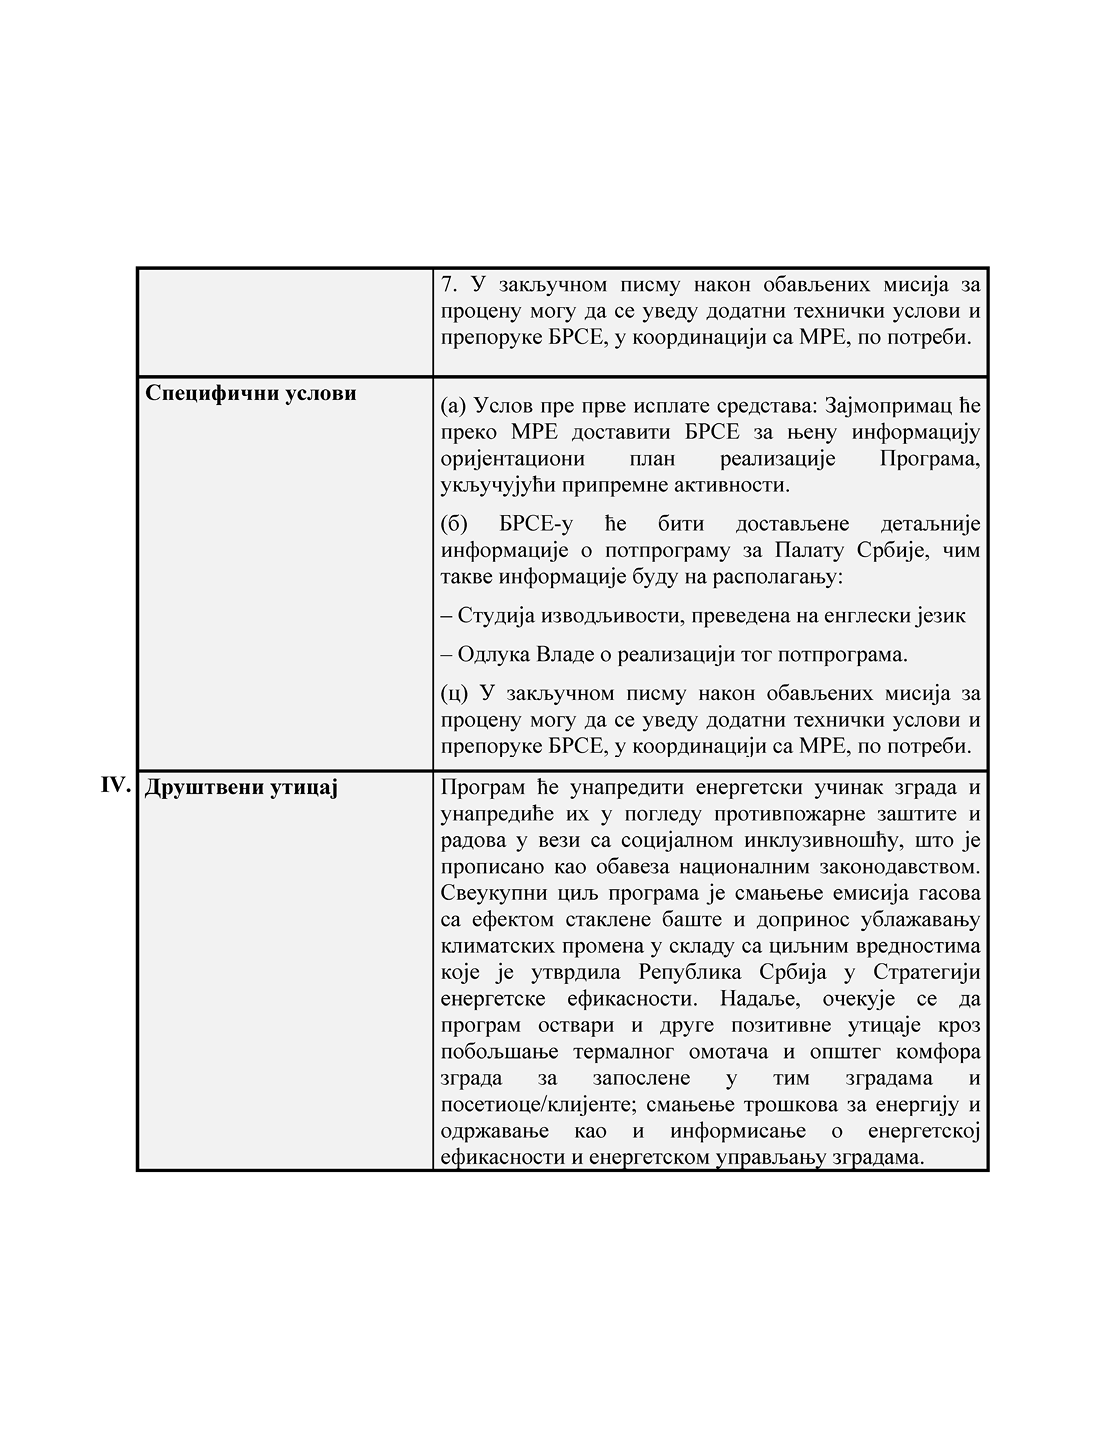 7. У закључном писму након обављених мисија за
процену могу да се уведу додатни технички услови и
препоруке БРСЕ, у координацији са МРЕ, по потреби.
Специфични услови
(а) Услов пре прве исплате средстава: Зајмопримац ће
преко МРЕ доставити БРСЕ за њену информацију
оријентациони план реализације Програма,
укључујући припремне активности.
(б) БРСЕ-у ће бити достављене детаљније
информације о потпрограму за Палату Србије, чим
такве информације буду на располагању:
– Студија изводљивости, преведена на енглески језик
– Одлука Владе о реализацији тог потпрограма.
(ц) У закључном писму након обављених мисија за
процену могу да се уведу додатни технички услови и
препоруке БРСЕ, у координацији са МРЕ, по потреби.
IV. Друштвени утицај
Програм ће унапредити енергетски учинак зграда и
унапредиће их у погледу противпожарне заштите и
радова у вези са социјалном инклузивношћу, што је
прописано као обавеза националним законодавством.
Свеукупни циљ програма је смањење емисија гасова
са ефектом стаклене баште и допринос ублажавању
климатских промена у складу са циљним вредностима
које је утврдила Република Србија у Стратегији
енергетске ефикасности. Надаље, очекује се да
програм оствари и друге позитивне утицаје кроз
побољшање термалног омотача и општег комфора
зграда за запослене у тим зградама и
посетиоце/клијенте; смањење трошкова за енергију и
одржавање као и информисање о енергетској
ефикасности и енергетском управљању зградама.